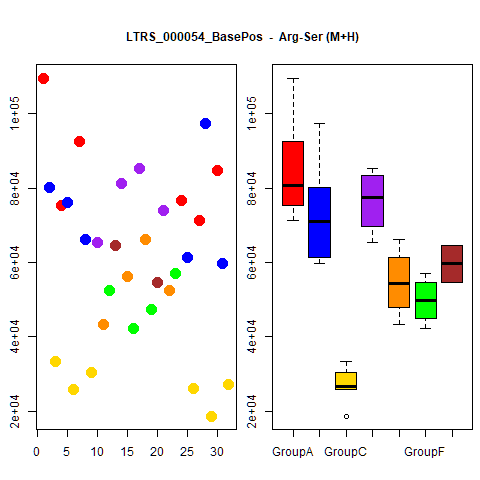 LTRS_000054_BasePos - Arg-Ser (M+H)
1e+05
8e+04
6e+04
4e+04
2e+04
0 5 10 15 20 25 30
1e+05
8e+04
6e+04
4e+04
2e+04
GroupA GroupC GroupF